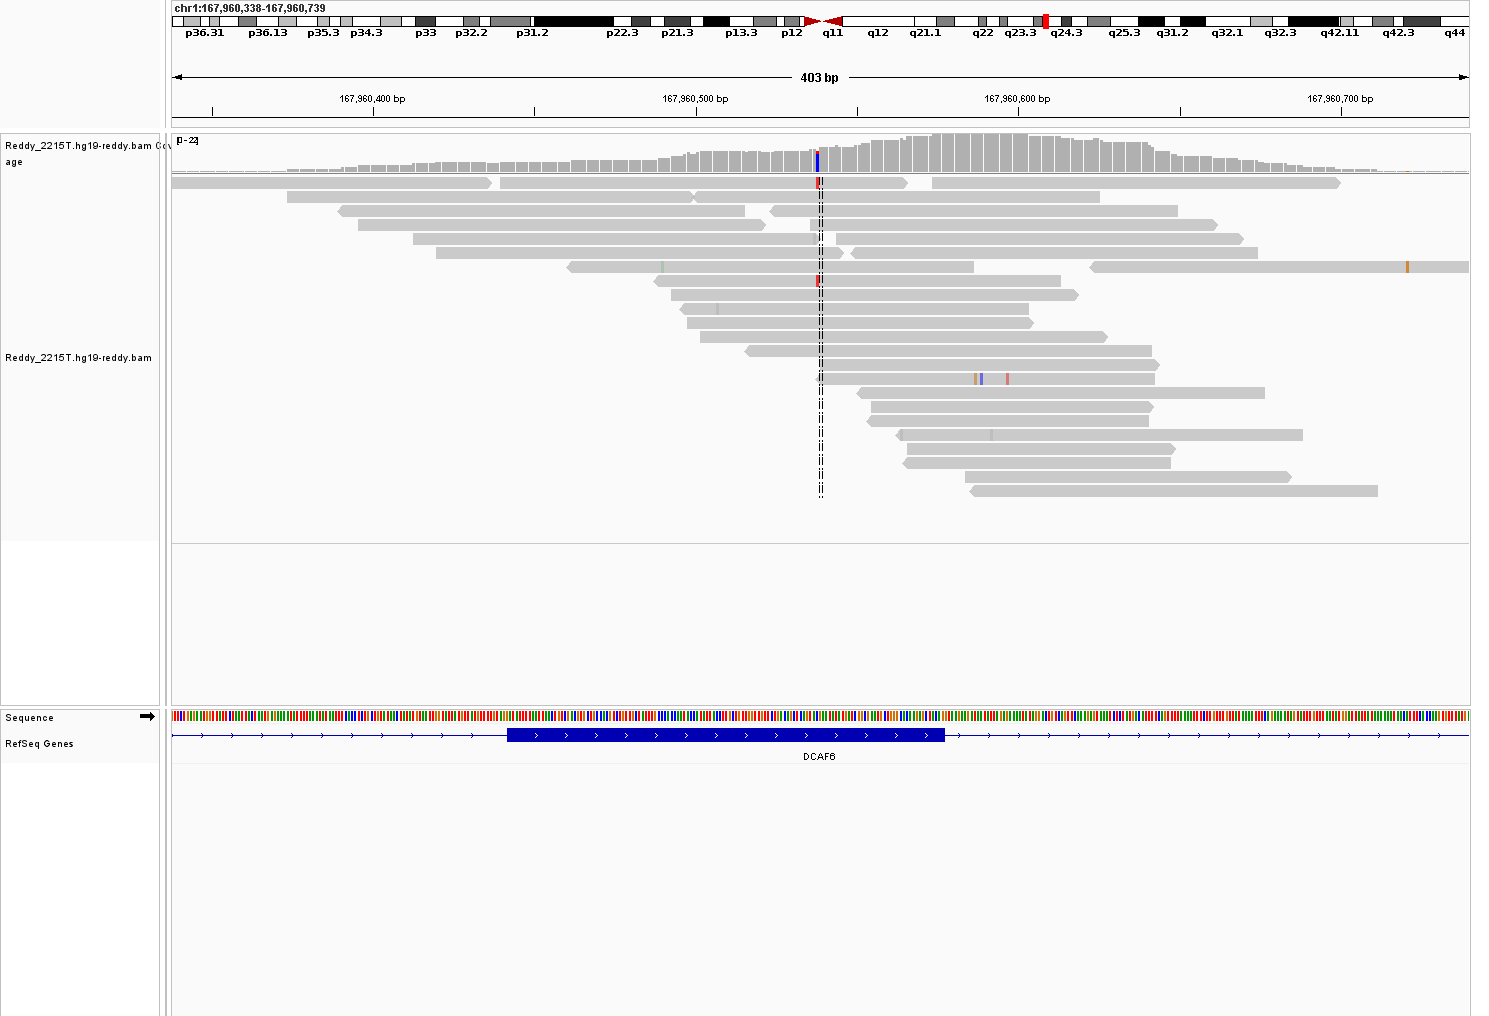 chr1:167,960,338-167,960,739
p36.31 p36.13 p35.3 p34.3 p33 p32.2 p31.2 p22.3 p21.3 p13.3 p12 q11 q12 q21.1 q22 q23.3 q24.3 q25.3 q31.2 q32.1 q32.3 q42.11 q42.3 q44
403 bp
167,960,400 bp 167,960,500 bp 167,960,600 bp 167,960,700 bp
Reddy_2215T.hg19-reddy.bam Cov
age
[0-22]
Reddy_2215T.hg19-reddy.bam
Sequence
RefSeq Genes
DCAF6